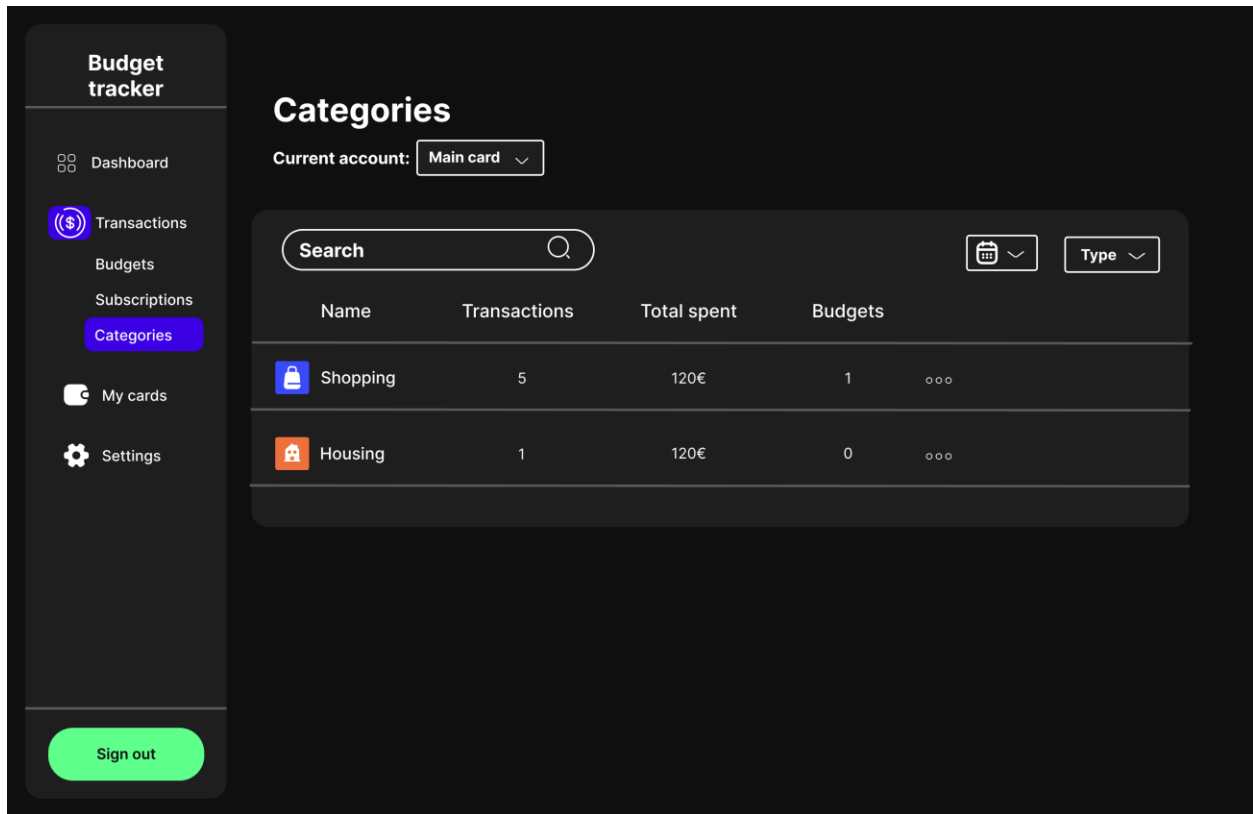 Budget
tracker
Dashboard
Transactions
Budgets
Subscriptions
Categories
My cards
Settings
Sign out
Categories
Current account: Main card
Search
Type
Name Transactions Total spent Budgets
Shopping 5 120€ 1
Housing 1 120€ 0